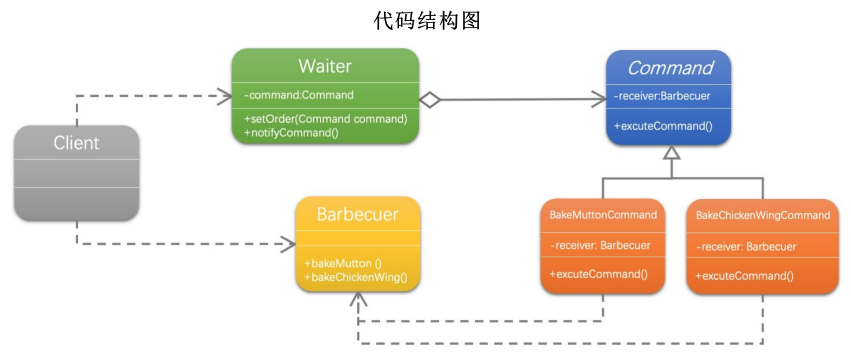 代码结构图
Waiter
-command:Command
+setOrder(Command command)
+notifyCommand()
Command
-receiver:Barbecuer
+excuteCommand()
Client
Barbecuer
+bakeMutton ()
+bakeChickenWing()
BakeMuttonCommand
-receiver: Barbecuer
+excuteCommand()
BakeChickenWingCommand
-receiver: Barbecuer
+excuteCommand()